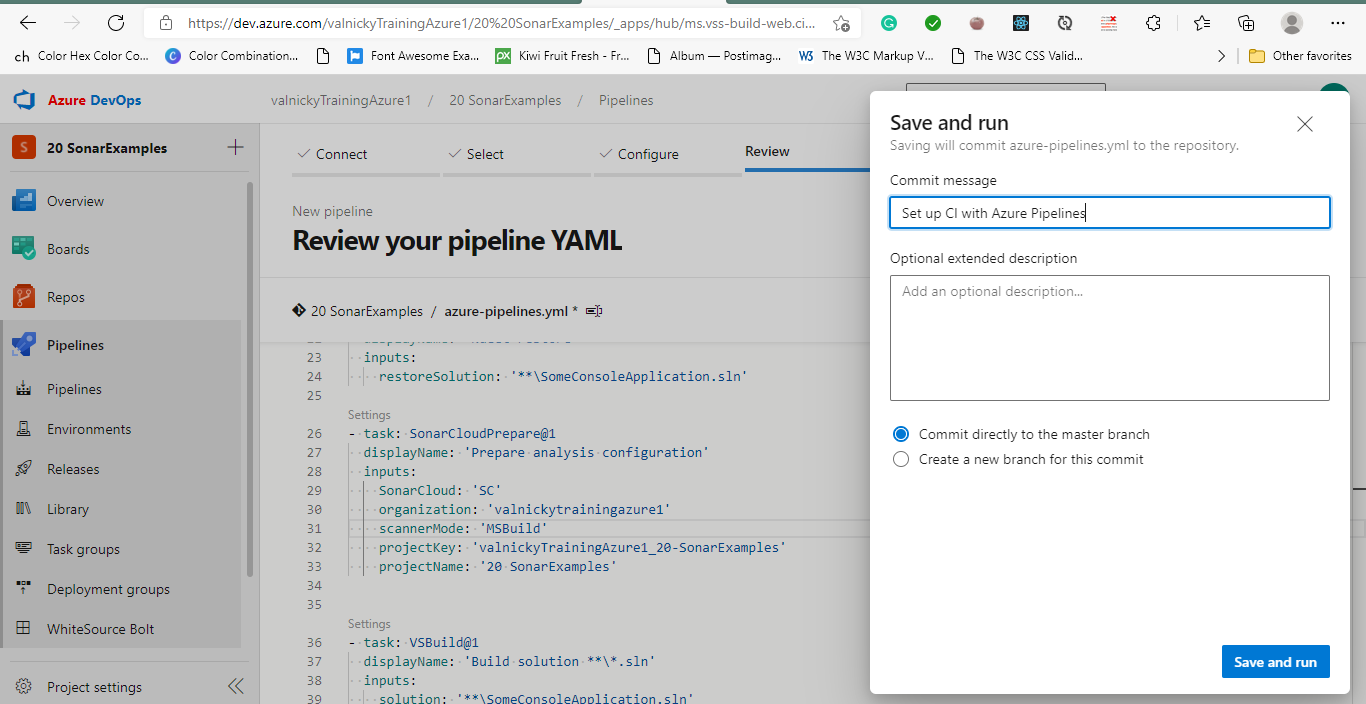 https://dev.azure.com/valnickyTrainingAzure1/20%20SonarExamples/_apps/hub/ms.vss-build-web.ci...
ch Color Hex Color Co... Color Combination... Font Awesome Exa... px Kiwi Fruit Fresh - Fr... Album — Postimag... W3 The W3C Markup V... The W3C CSS Valid... Other favorites
Azure DevOps
valnickyTrainingAzure1 / 20 SonarExamples / Pipelines
S 20 SonarExamples
Overview
Boards
Repos
Pipelines
Pipelines
Environments
Releases
Library
Task groups
Deployment groups
WhiteSource Bolt
Project settings
Connect Select Configure Review
New pipeline
Review your pipeline YAML
20 SonarExamples / azure-pipelines.yml *
23 inputs:
24 restoreSolution: '**\SomeConsoleApplication.sln'
25
Settings
26 - task: SonarCloudPrepare@1
27 displayName: 'Prepare analysis configuration'
28 inputs:
29 SonarCloud: 'SC'
30 organization: 'valnickytrainingazure1'
31 scannerMode: 'MSBuild'
32 projectKey: 'valnickyTrainingAzure1_20-SonarExamples'
33 projectName: '20 SonarExamples'
34
35
Settings
36 - task: VSBuild@1
37 displayName: 'Build solution **\*.sln'
38 inputs:
39 solution: '**\SomeConsoleApplication.sln'
Save and run
Saving will commit azure-pipelines.yml to the repository.
Commit message
Set up CI with Azure Pipelines
Optional extended description
Add an optional description...
Commit directly to the master branch
Create a new branch for this commit
Save and run